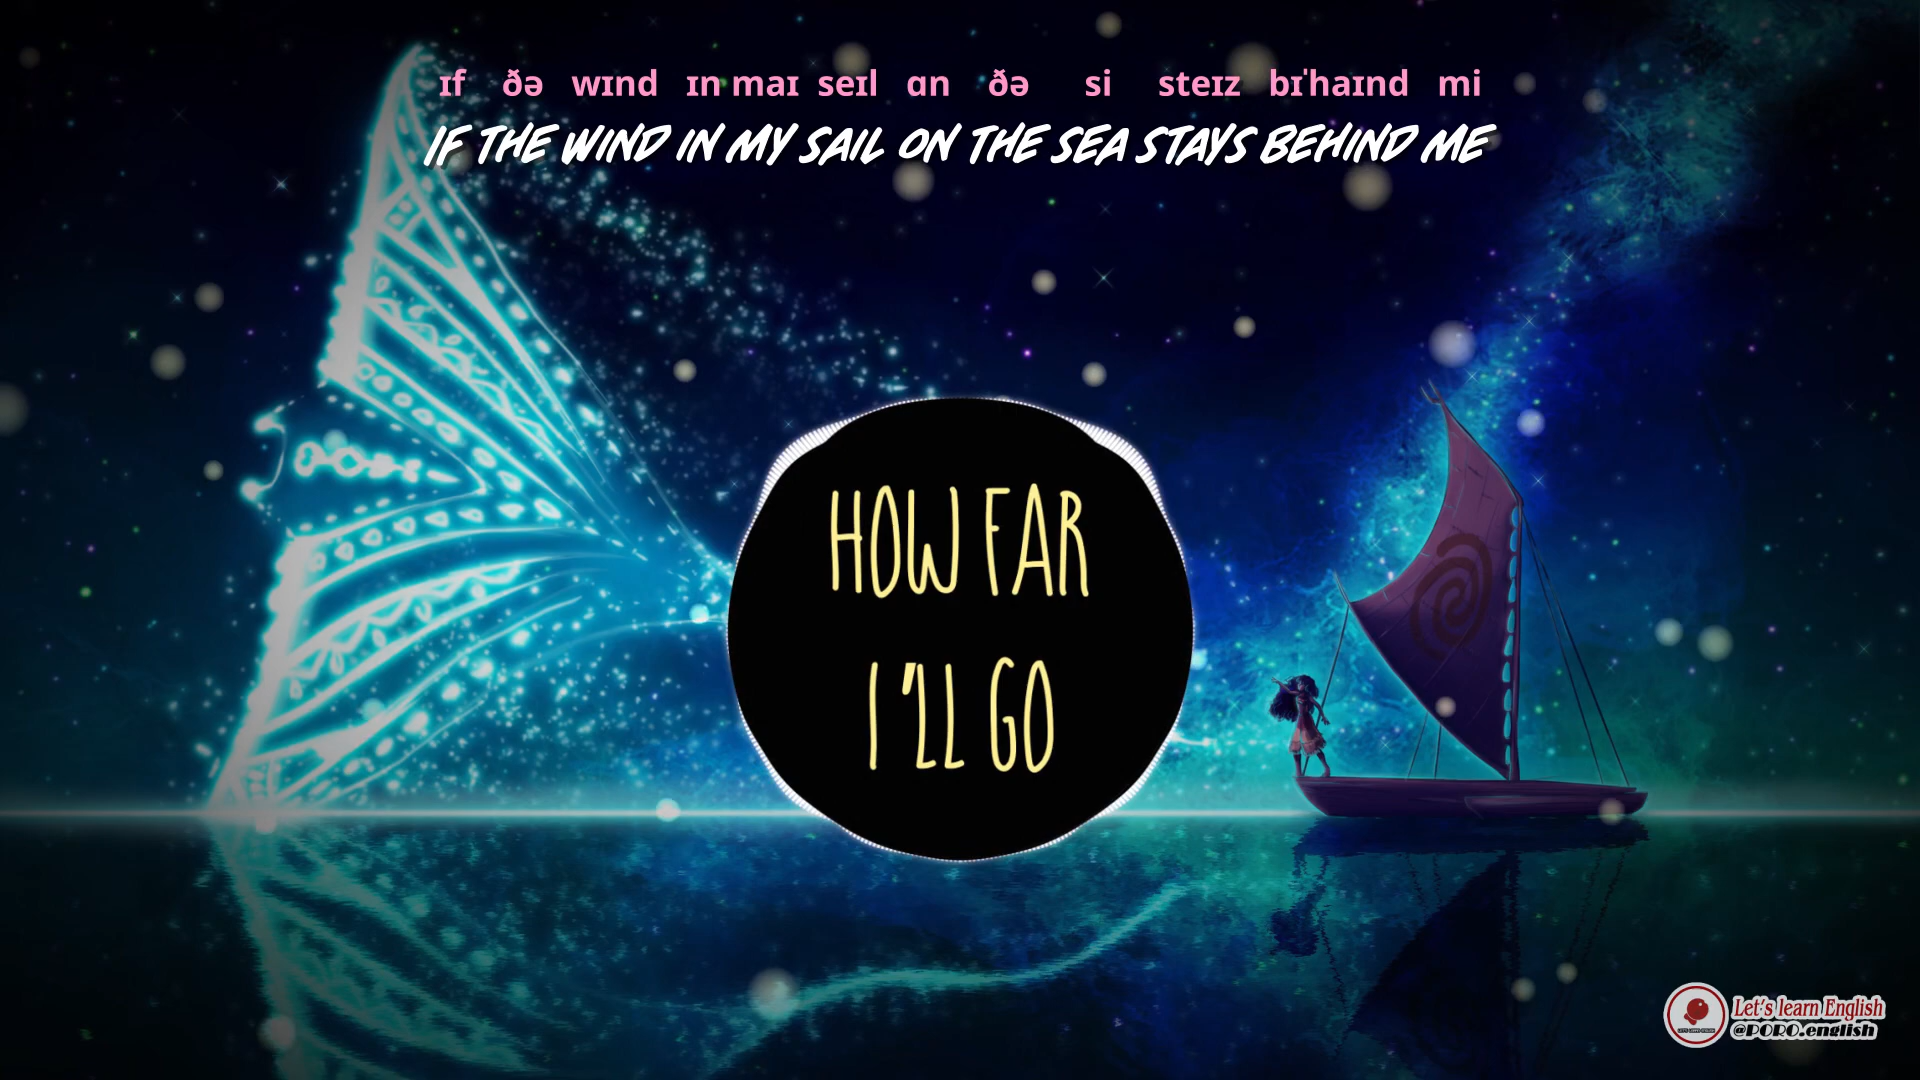 ɪf ðə wɪnd ɪn maɪ seɪl ɑn ðə si steɪz bɪˈhaɪnd mi
IF THE WIND IN MY SAIL ON THE SEA STAYS BEHIND ME
HOW FAR
I'LL GO
Let's learn English
@PORO.english